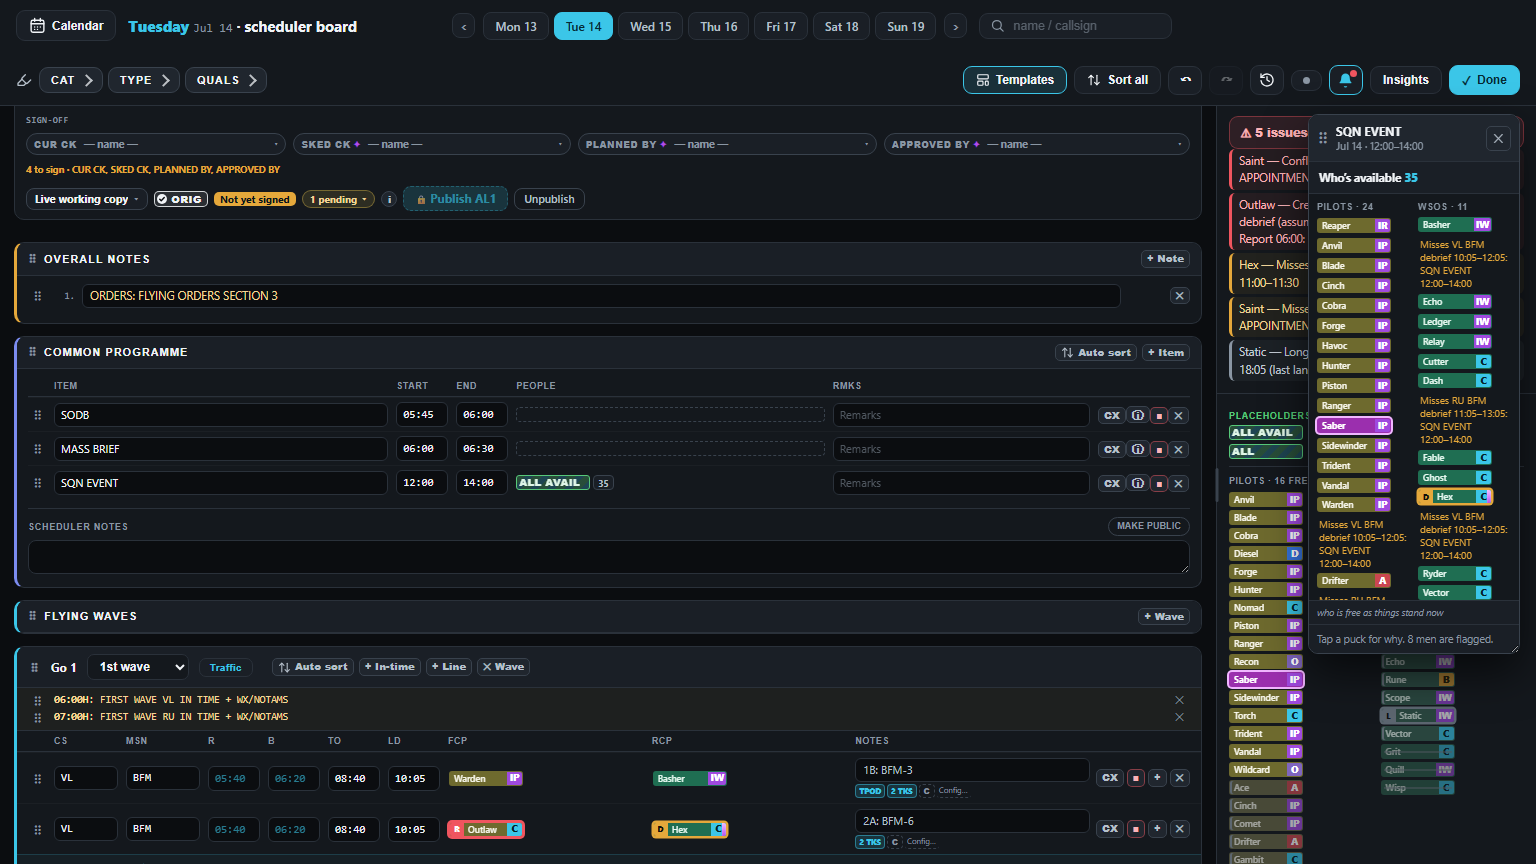 Calendar
Tuesday Jul 14 · scheduler board
Mon 13
Tue 14
Wed 15
Thu 16
Fri 17
Sat 18
Sun 19
name / callsign
CAT
TYPE
QUALS
Templates
Sort all
Insights
✓ Done
SIGN-OFF
CUR CK — name —
SKED CK — name —
PLANNED BY — name —
APPROVED BY — name —
4 to sign · CUR CK, SKED CK, PLANNED BY, APPROVED BY
Live working copy
ORIG
Not yet signed
1 pending
i
Publish AL1
Unpublish
OVERALL NOTES
+ Note
1. ORDERS: FLYING ORDERS SECTION 3
COMMON PROGRAMME
Auto sort
+ Item
ITEM START END PEOPLE RMKS
SODB 05:45 06:00 Remarks CX
MASS BRIEF 06:00 06:30 Remarks CX
SQN EVENT 12:00 14:00 ALL AVAIL 35 Remarks CX
SCHEDULER NOTES
MAKE PUBLIC
FLYING WAVES
+ Wave
Go 1 1st wave Traffic Auto sort + In-time + Line ✕ Wave
06:00H: FIRST WAVE VL IN TIME + WX/NOTAMS
07:00H: FIRST WAVE RU IN TIME + WX/NOTAMS
CS MSN R B TO LD FCP RCP NOTES
VL BFM 05:40 06:20 08:40 10:05 Warden IP Basher IW 1B: BFM-3 CX
TPOD 2 TKS C Config...
VL BFM 05:40 06:20 08:40 10:05 R Outlaw C D Hex C 2A: BFM-6 CX
2 TKS C Config...
5 issues
Saint — Conf
APPOINTMEN
Outlaw — Cre
debrief (assum
Report 06:00:
Hex — Misses
11:00–11:30
Saint — Misse
APPOINTMEN
Static — Long
18:05 (last lan
PLACEHOLDERS
ALL AVAIL
ALL
PILOTS · 16 FRE
Anvil IP
Blade IP
Cobra IP
Diesel D
Forge IP
Hunter IP
Nomad C
Piston IP
Ranger IP
Recon O
Saber IP
Sidewinder IP
Torch C
Trident IP
Vandal IP
Wildcard O
Ace A
Cinch IP
Comet IP
Drifter A
Gambit C
Echo IW
Rune B
Scope IW
L Static IW
Vector C
Grit C
Quill IW
Wisp C
SQN EVENT
Jul 14 · 12:00–14:00
Who's available 35
PILOTS · 24
Reaper IR
Anvil IP
Blade IP
Cinch IP
Cobra IP
Forge IP
Havoc IP
Hunter IP
Piston IP
Ranger IP
Saber IP
Sidewinder IP
Trident IP
Vandal IP
Warden IP
Misses VL BFM
debrief 10:05–12:05:
SQN EVENT
12:00–14:00
Drifter A
WSOS · 11
Basher IW
Misses VL BFM
debrief 10:05–12:05:
SQN EVENT
12:00–14:00
Echo IW
Ledger IW
Relay IW
Cutter C
Dash C
Misses RU BFM
debrief 11:05–13:05:
SQN EVENT
12:00–14:00
Fable C
Ghost C
D Hex C
Misses VL BFM
debrief 10:05–12:05:
SQN EVENT
12:00–14:00
Ryder C
Vector C
who is free as things stand now
Tap a puck for why. 8 men are flagged.